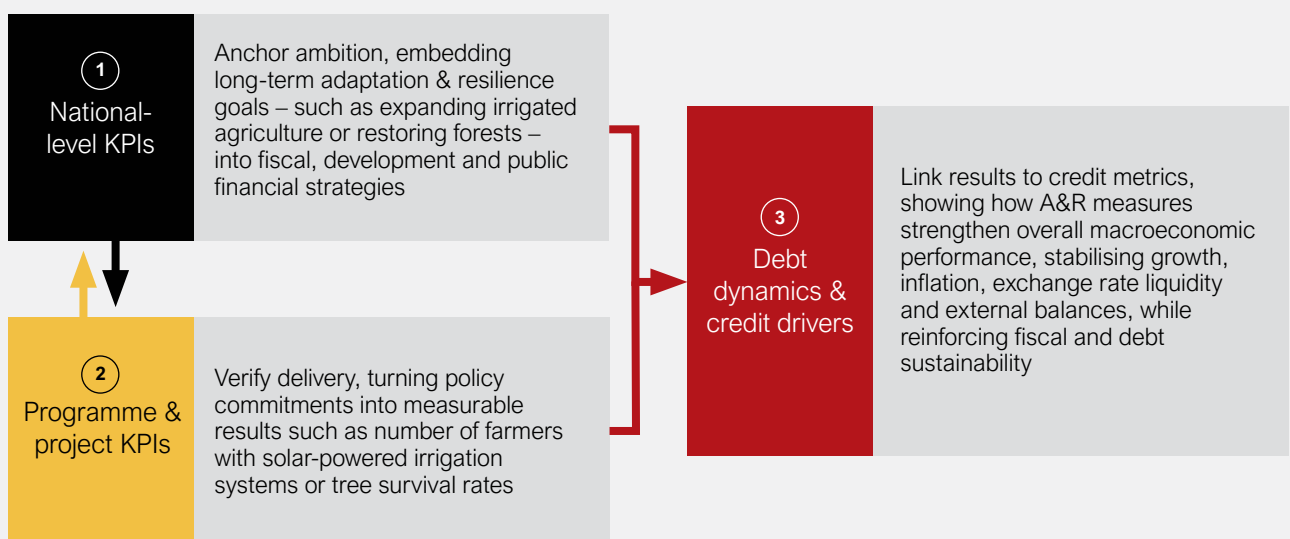 1
National-
level KPIs
Anchor ambition, embedding
long-term adaptation & resilience
goals – such as expanding irrigated
agriculture or restoring forests –
into fiscal, development and public
financial strategies
2
Programme &
project KPIs
Verify delivery, turning policy
commitments into measurable
results such as number of farmers
with solar-powered irrigation
systems or tree survival rates
3
Debt
dynamics &
credit drivers
Link results to credit metrics,
showing how A&R measures
strengthen overall macroeconomic
performance, stabilising growth,
inflation, exchange rate liquidity
and external balances, while
reinforcing fiscal and debt
sustainability